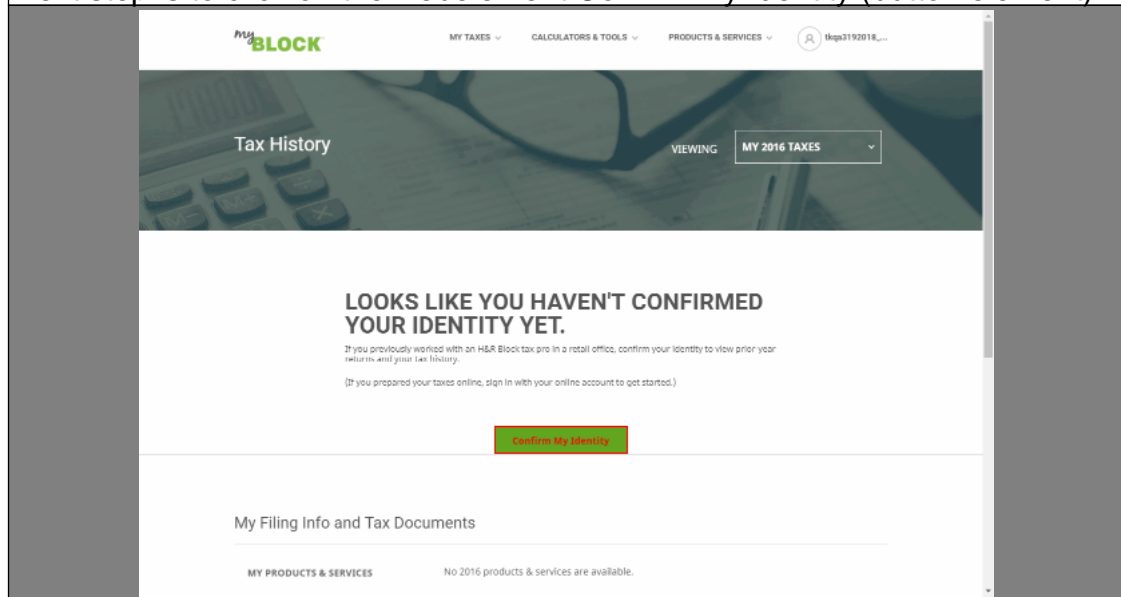 my BLOCK
MY TAXES
CALCULATORS & TOOLS
PRODUCTS & SERVICES
tkqa3192018_...
Tax History
VIEWING
MY 2016 TAXES
LOOKS LIKE YOU HAVEN'T CONFIRMED
YOUR IDENTITY YET.
If you previously worked with an H&R Block tax pro in a retail office, confirm your identity to view prior year
returns and your tax history.
(If you prepared your taxes online, sign in with your online account to get started.)
Confirm My Identity
My Filing Info and Tax Documents
MY PRODUCTS & SERVICES
No 2016 products & services are available.